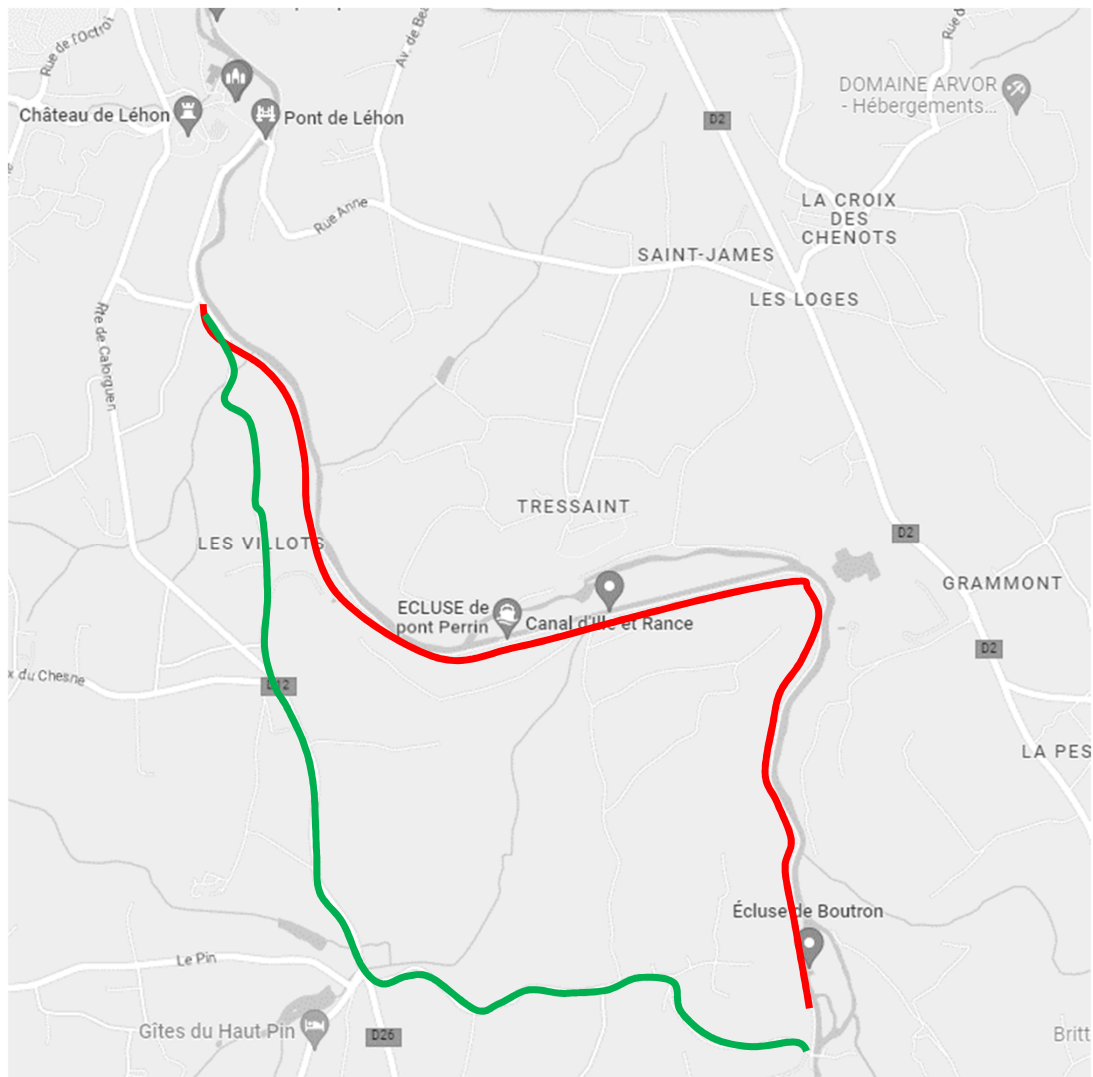 Rue de l'Octroi
Av. de Bea
Rue d
Château de Léhon
Pont de Léhon
DOMAINE ARVOR
- Hébergements...
D2
Rue Anne
LA CROIX
DES
CHENOTS
SAINT-JAMES
LES LOGES
Rte de Calorguen
TRESSAINT
D2
LES VILLOTS
GRAMMONT
ECLUSE de
pont Perrin
Canal d'Ille et Rance
D2
x du Chesne
D12
LA PES
Écluse de Boutron
Le Pin
Gîtes du Haut Pin
D26
Britt